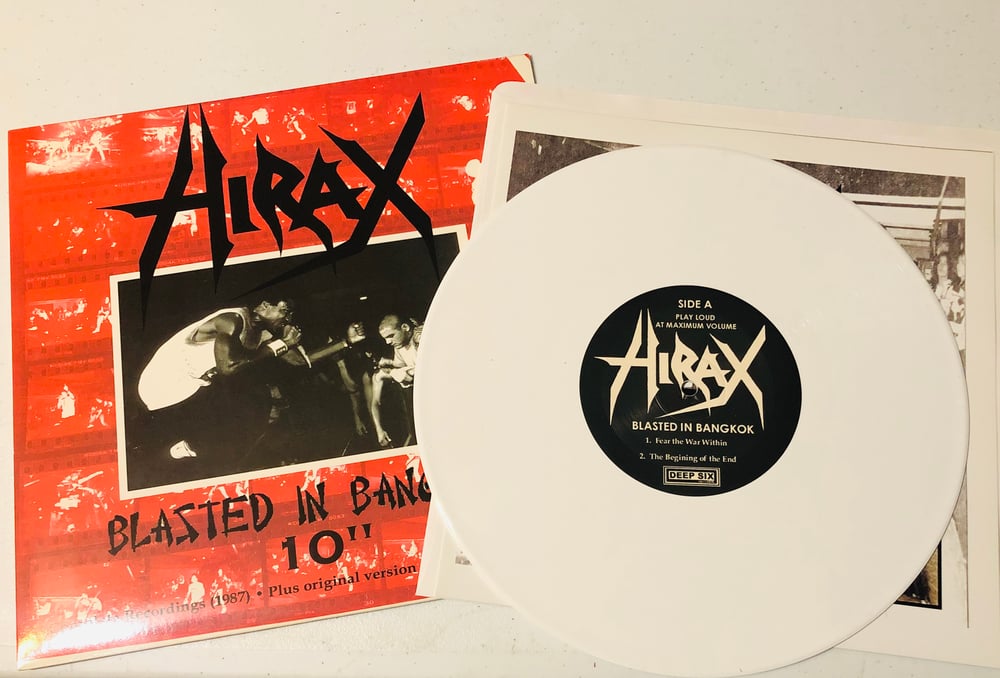 HIRAX
BLASTED IN BANG
10"
Recordings (1987) • Plus original version
SIDE A
PLAY LOUD
AT MAXIMUM VOLUME
HIRAX
BLASTED IN BANGKOK
1. Fear the War Within
2. The Begining of the End
DEEP SIX